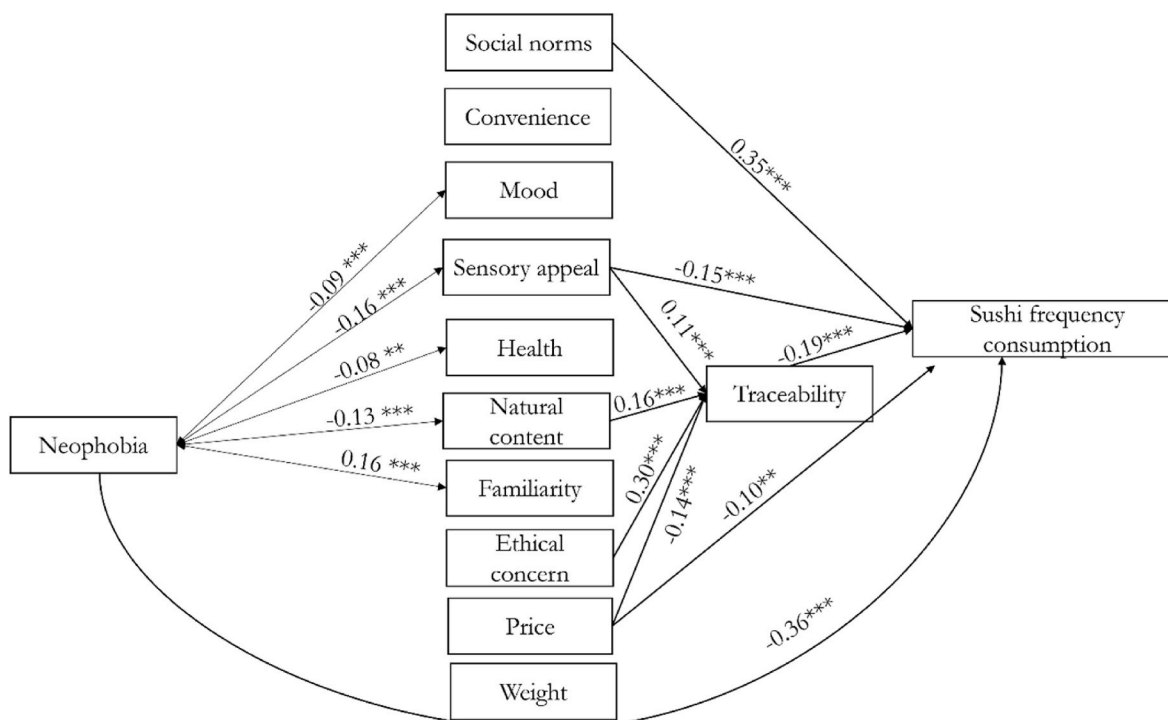 Social norms
Convenience
0.35***
Mood
-0.09 ***
Sensory appeal
-0.15***
-0.16 ***
0.11***
Sushi frequency
consumption
Health
-0.08 **
-0.19***
Traceability
Natural
content
0.16***
-0.13 ***
Neophobia
0.16 ***
Familiarity
0.30***
-0.14***
-0.10**
Ethical
concern
Price
-0.36***
Weight